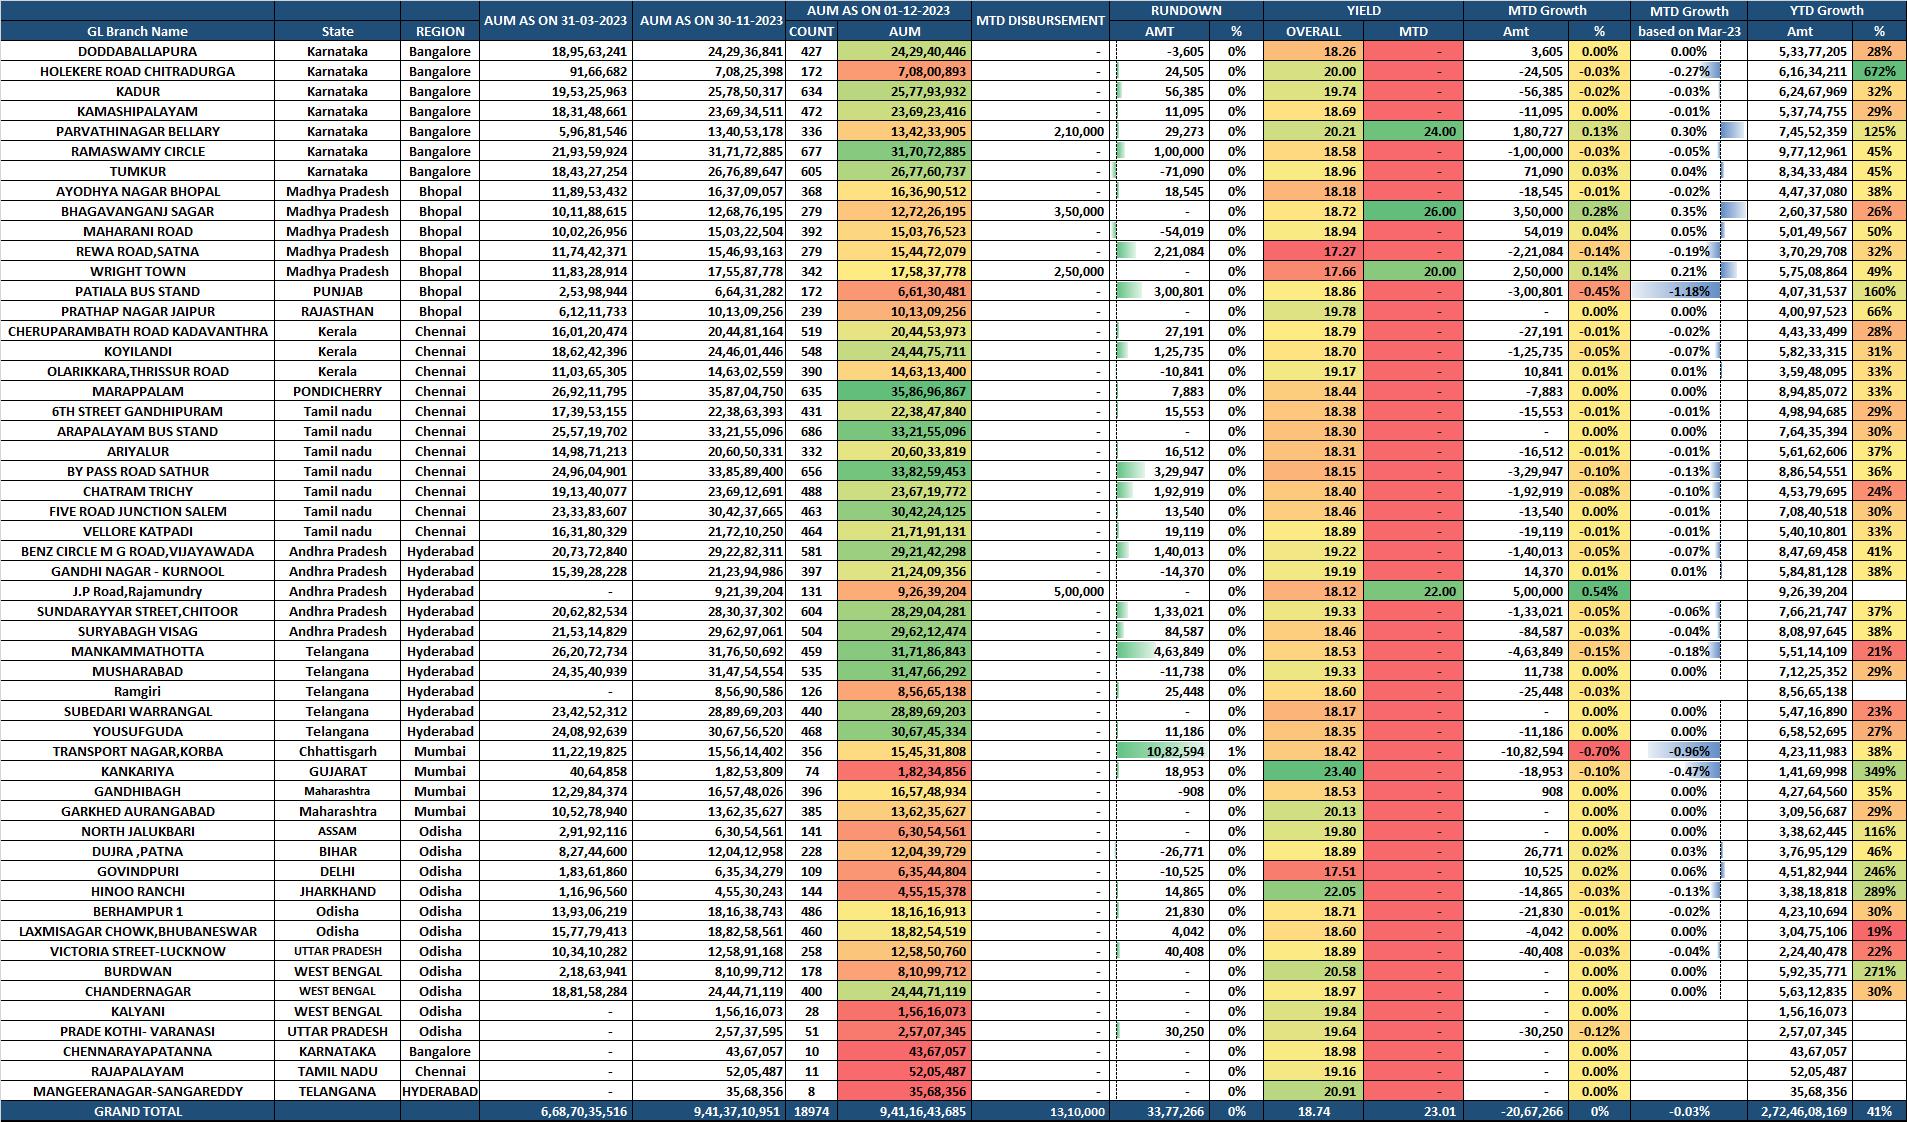 AUM AS ON 31-03-2023 AUM AS ON 30-11-2023 AUM AS ON 01-12-2023 MTD DISBURSEMENT RUNDOWN YIELD MTD Growth MTD Growth based on Mar-23 YTD Growth
GL Branch Name State REGION COUNT AUM AMT % OVERALL MTD Amt % Amt %
DODDABALLAPURA Karnataka Bangalore 18,95,63,241 24,29,36,841 427 24,29,40,446 - -3,605 0% 18.26 - 3,605 0.00% 0.00% 5,33,77,205 28%
HOLEKERE ROAD CHITRADURGA Karnataka Bangalore 91,66,682 7,08,25,398 172 7,08,00,893 - 24,505 0% 20.00 - -24,505 -0.03% -0.27% 6,16,34,211 672%
KADUR Karnataka Bangalore 19,53,25,963 25,78,50,317 634 25,77,93,932 - 56,385 0% 19.74 - -56,385 -0.02% -0.03% 6,24,67,969 32%
KAMASHIPALAYAM Karnataka Bangalore 18,31,48,661 23,69,34,511 472 23,69,23,416 - 11,095 0% 18.69 - -11,095 0.00% -0.01% 5,37,74,755 29%
PARVATHINAGAR BELLARY Karnataka Bangalore 5,96,81,546 13,40,53,178 336 13,42,33,905 2,10,000 29,273 0% 20.21 24.00 1,80,727 0.13% 0.30% 7,45,52,359 125%
RAMASWAMY CIRCLE Karnataka Bangalore 21,93,59,924 31,71,72,885 677 31,70,72,885 - 1,00,000 0% 18.58 - -1,00,000 -0.03% -0.05% 9,77,12,961 45%
TUMKUR Karnataka Bangalore 18,43,27,254 26,76,89,647 605 26,77,60,737 - -71,090 0% 18.96 - 71,090 0.03% 0.04% 8,34,33,484 45%
AYODHYA NAGAR BHOPAL Madhya Pradesh Bhopal 11,89,53,432 16,37,09,057 368 16,36,90,512 - 18,545 0% 18.18 - -18,545 -0.01% -0.02% 4,47,37,080 38%
BHAGAVANGANJ SAGAR Madhya Pradesh Bhopal 10,11,88,615 12,68,76,195 279 12,72,26,195 3,50,000 - 0% 18.72 26.00 3,50,000 0.28% 0.35% 2,60,37,580 26%
MAHARANI ROAD Madhya Pradesh Bhopal 10,02,26,956 15,03,22,504 392 15,03,76,523 - -54,019 0% 18.94 - 54,019 0.04% 0.05% 5,01,49,567 50%
REWA ROAD,SATNA Madhya Pradesh Bhopal 11,74,42,371 15,46,93,163 279 15,44,72,079 - 2,21,084 0% 17.27 - -2,21,084 -0.14% -0.19% 3,70,29,708 32%
WRIGHT TOWN Madhya Pradesh Bhopal 11,83,28,914 17,55,87,778 342 17,58,37,778 2,50,000 - 0% 17.66 20.00 2,50,000 0.14% 0.21% 5,75,08,864 49%
PATIALA BUS STAND PUNJAB Bhopal 2,53,98,944 6,64,31,282 172 6,61,30,481 - 3,00,801 0% 18.86 - -3,00,801 -0.45% -1.18% 4,07,31,537 160%
PRATHAP NAGAR JAIPUR RAJASTHAN Bhopal 6,12,11,733 10,13,09,256 239 10,13,09,256 - - 0% 19.78 - - 0.00% 0.00% 4,00,97,523 66%
CHERUPARAMBATH ROAD KADAVANTHRA Kerala Chennai 16,01,20,474 20,44,81,164 519 20,44,53,973 - 27,191 0% 18.79 - -27,191 -0.01% -0.02% 4,43,33,499 28%
KOYILANDI Kerala Chennai 18,62,42,396 24,46,01,446 548 24,44,75,711 - 1,25,735 0% 18.70 - -1,25,735 -0.05% -0.07% 5,82,33,315 31%
OLARIKKARA,THRISSUR ROAD Kerala Chennai 11,03,65,305 14,63,02,559 390 14,63,13,400 - -10,841 0% 19.17 - 10,841 0.01% 0.01% 3,59,48,095 33%
MARAPPALAM PONDICHERRY Chennai 26,92,11,795 35,87,04,750 635 35,86,96,867 - 7,883 0% 18.44 - -7,883 0.00% 0.00% 8,94,85,072 33%
6TH STREET GANDHIPURAM Tamil nadu Chennai 17,39,53,155 22,38,63,393 431 22,38,47,840 - 15,553 0% 18.38 - -15,553 -0.01% -0.01% 4,98,94,685 29%
ARAPALAYAM BUS STAND Tamil nadu Chennai 25,57,19,702 33,21,55,096 686 33,21,55,096 - - 0% 18.30 - - 0.00% 0.00% 7,64,35,394 30%
ARIYALUR Tamil nadu Chennai 14,98,71,213 20,60,50,331 332 20,60,33,819 - 16,512 0% 18.31 - -16,512 -0.01% -0.01% 5,61,62,606 37%
BY PASS ROAD SATHUR Tamil nadu Chennai 24,96,04,901 33,85,89,400 656 33,82,59,453 - 3,29,947 0% 18.15 - -3,29,947 -0.10% -0.13% 8,86,54,551 36%
CHATRAM TRICHY Tamil nadu Chennai 19,13,40,077 23,69,12,691 488 23,67,19,772 - 1,92,919 0% 18.40 - -1,92,919 -0.08% -0.10% 4,53,79,695 24%
FIVE ROAD JUNCTION SALEM Tamil nadu Chennai 23,33,83,607 30,42,37,665 463 30,42,24,125 - 13,540 0% 18.46 - -13,540 0.00% -0.01% 7,08,40,518 30%
VELLORE KATPADI Tamil nadu Chennai 16,31,80,329 21,72,10,250 464 21,71,91,131 - 19,119 0% 18.89 - -19,119 -0.01% -0.01% 5,40,10,801 33%
BENZ CIRCLE M G ROAD,VIJAYAWADA Andhra Pradesh Hyderabad 20,73,72,840 29,22,82,311 581 29,21,42,298 - 1,40,013 0% 19.22 - -1,40,013 -0.05% -0.07% 8,47,69,458 41%
GANDHI NAGAR - KURNOOL Andhra Pradesh Hyderabad 15,39,28,228 21,23,94,986 397 21,24,09,356 - -14,370 0% 19.19 - 14,370 0.01% 0.01% 5,84,81,128 38%
J.P Road,Rajamundry Andhra Pradesh Hyderabad - 9,21,39,204 131 9,26,39,204 5,00,000 - 0% 18.12 22.00 5,00,000 0.54% 9,26,39,204
SUNDARAYYAR STREET,CHITOOR Andhra Pradesh Hyderabad 20,62,82,534 28,30,37,302 604 28,29,04,281 - 1,33,021 0% 19.33 - -1,33,021 -0.05% -0.06% 7,66,21,747 37%
SURYABAGH VISAG Andhra Pradesh Hyderabad 21,53,14,829 29,62,97,061 504 29,62,12,474 - 84,587 0% 18.46 - -84,587 -0.03% -0.04% 8,08,97,645 38%
MANKAMMATHOTTA Telangana Hyderabad 26,20,72,734 31,76,50,692 459 31,71,86,843 - 4,63,849 0% 18.53 - -4,63,849 -0.15% -0.18% 5,51,14,109 21%
MUSHARABAD Telangana Hyderabad 24,35,40,939 31,47,54,554 535 31,47,66,292 - -11,738 0% 19.33 - 11,738 0.00% 0.00% 7,12,25,352 29%
Ramgiri Telangana Hyderabad - 8,56,90,586 126 8,56,65,138 - 25,448 0% 18.60 - -25,448 -0.03% 8,56,65,138
SUBEDARI WARRANGAL Telangana Hyderabad 23,42,52,312 28,89,69,203 440 28,89,69,203 - - 0% 18.17 - - 0.00% 0.00% 5,47,16,890 23%
YOUSUFGUDA Telangana Hyderabad 24,08,92,639 30,67,56,520 468 30,67,45,334 - 11,186 0% 18.35 - -11,186 0.00% 0.00% 6,58,52,695 27%
TRANSPORT NAGAR,KORBA Chhattisgarh Mumbai 11,22,19,825 15,56,14,402 356 15,45,31,808 - 10,82,594 1% 18.42 - -10,82,594 -0.70% -0.96% 4,23,11,983 38%
KANKARIYA GUJARAT Mumbai 40,64,858 1,82,53,809 74 1,82,34,856 - 18,953 0% 23.40 - -18,953 -0.10% -0.47% 1,41,69,998 349%
GANDHIBAGH Maharashtra Mumbai 12,29,84,374 16,57,48,026 396 16,57,48,934 - -908 0% 18.53 - 908 0.00% 0.00% 4,27,64,560 35%
GARKHED AURANGABAD Maharashtra Mumbai 10,52,78,940 13,62,35,627 385 13,62,35,627 - - 0% 20.13 - - 0.00% 0.00% 3,09,56,687 29%
NORTH JALUKBARI ASSAM Odisha 2,91,92,116 6,30,54,561 141 6,30,54,561 - - 0% 19.80 - - 0.00% 0.00% 3,38,62,445 116%
DUJRA ,PATNA BIHAR Odisha 8,27,44,600 12,04,12,958 228 12,04,39,729 - -26,771 0% 18.89 - 26,771 0.02% 0.03% 3,76,95,129 46%
GOVINDPURI DELHI Odisha 1,83,61,860 6,35,34,279 109 6,35,44,804 - -10,525 0% 17.51 - 10,525 0.02% 0.06% 4,51,82,944 246%
HINOO RANCHI JHARKHAND Odisha 1,16,96,560 4,55,30,243 144 4,55,15,378 - 14,865 0% 22.05 - -14,865 -0.03% -0.13% 3,38,18,818 289%
BERHAMPUR 1 Odisha Odisha 13,93,06,219 18,16,38,743 486 18,16,16,913 - 21,830 0% 18.71 - -21,830 -0.01% -0.02% 4,23,10,694 30%
LAXMISAGAR CHOWK,BHUBANESWAR Odisha Odisha 15,77,79,413 18,82,58,561 460 18,82,54,519 - 4,042 0% 18.60 - -4,042 0.00% 0.00% 3,04,75,106 19%
VICTORIA STREET-LUCKNOW UTTAR PRADESH Odisha 10,34,10,282 12,58,91,168 258 12,58,50,760 - 40,408 0% 18.89 - -40,408 -0.03% -0.04% 2,24,40,478 22%
BURDWAN WEST BENGAL Odisha 2,18,63,941 8,10,99,712 178 8,10,99,712 - - 0% 20.58 - - 0.00% 0.00% 5,92,35,771 271%
CHANDERNAGAR WEST BENGAL Odisha 18,81,58,284 24,44,71,119 400 24,44,71,119 - - 0% 18.97 - - 0.00% 0.00% 5,63,12,835 30%
KALYANI WEST BENGAL Odisha - 1,56,16,073 28 1,56,16,073 - - 0% 19.84 - - 0.00% 1,56,16,073
PRADE KOTHI- VARANASI UTTAR PRADESH Odisha - 2,57,37,595 51 2,57,07,345 - 30,250 0% 19.64 - -30,250 -0.12% 2,57,07,345
CHENNARAYAPATANNA KARNATAKA Bangalore - 43,67,057 10 43,67,057 - - 0% 18.98 - - 0.00% 43,67,057
RAJAPALAYAM TAMIL NADU Chennai - 52,05,487 11 52,05,487 - - 0% 19.16 - - 0.00% 52,05,487
MANGEERANAGAR-SANGAREDDY TELANGANA HYDERABAD - 35,68,356 8 35,68,356 - - 0% 20.91 - - 0.00% 35,68,356
GRAND TOTAL 6,68,70,35,516 9,41,37,10,951 18974 9,41,16,43,685 13,10,000 33,77,266 0% 18.74 23.01 -20,67,266 0% -0.03% 2,72,46,08,169 41%